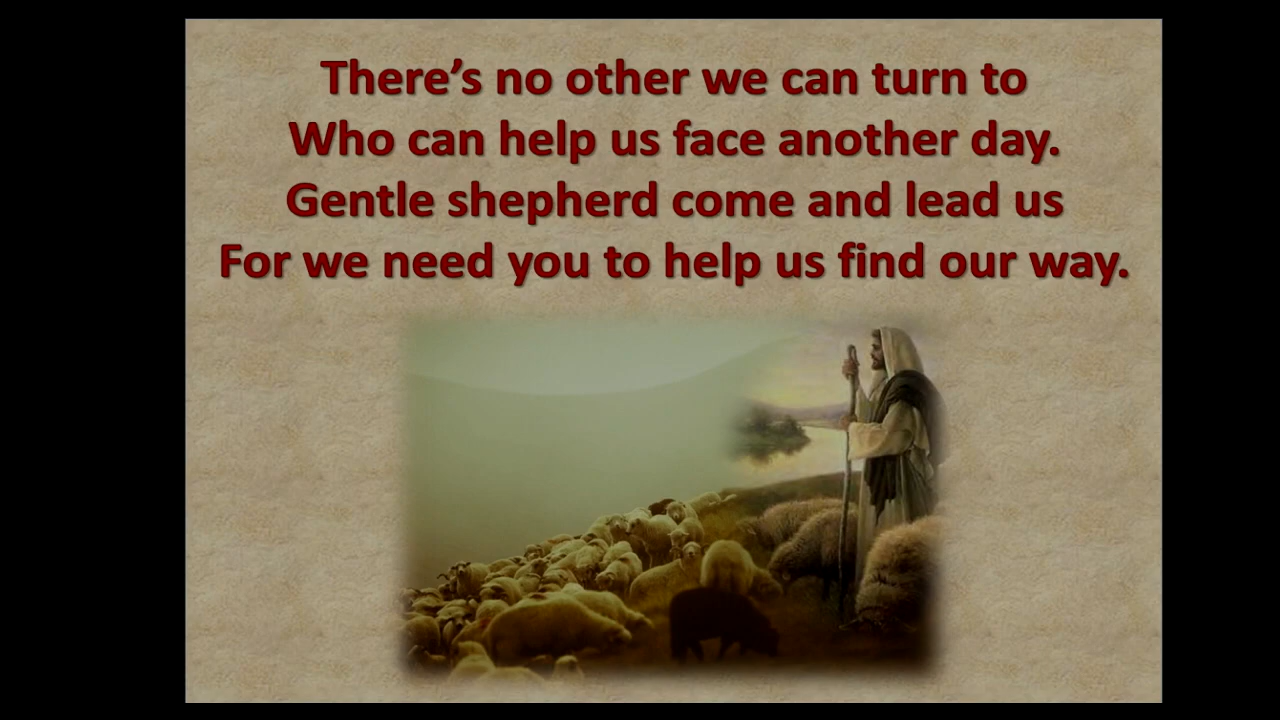 There’s no other we can turn to
Who can help us face another day.
Gentle shepherd come and lead us
For we need you to help us find our way.